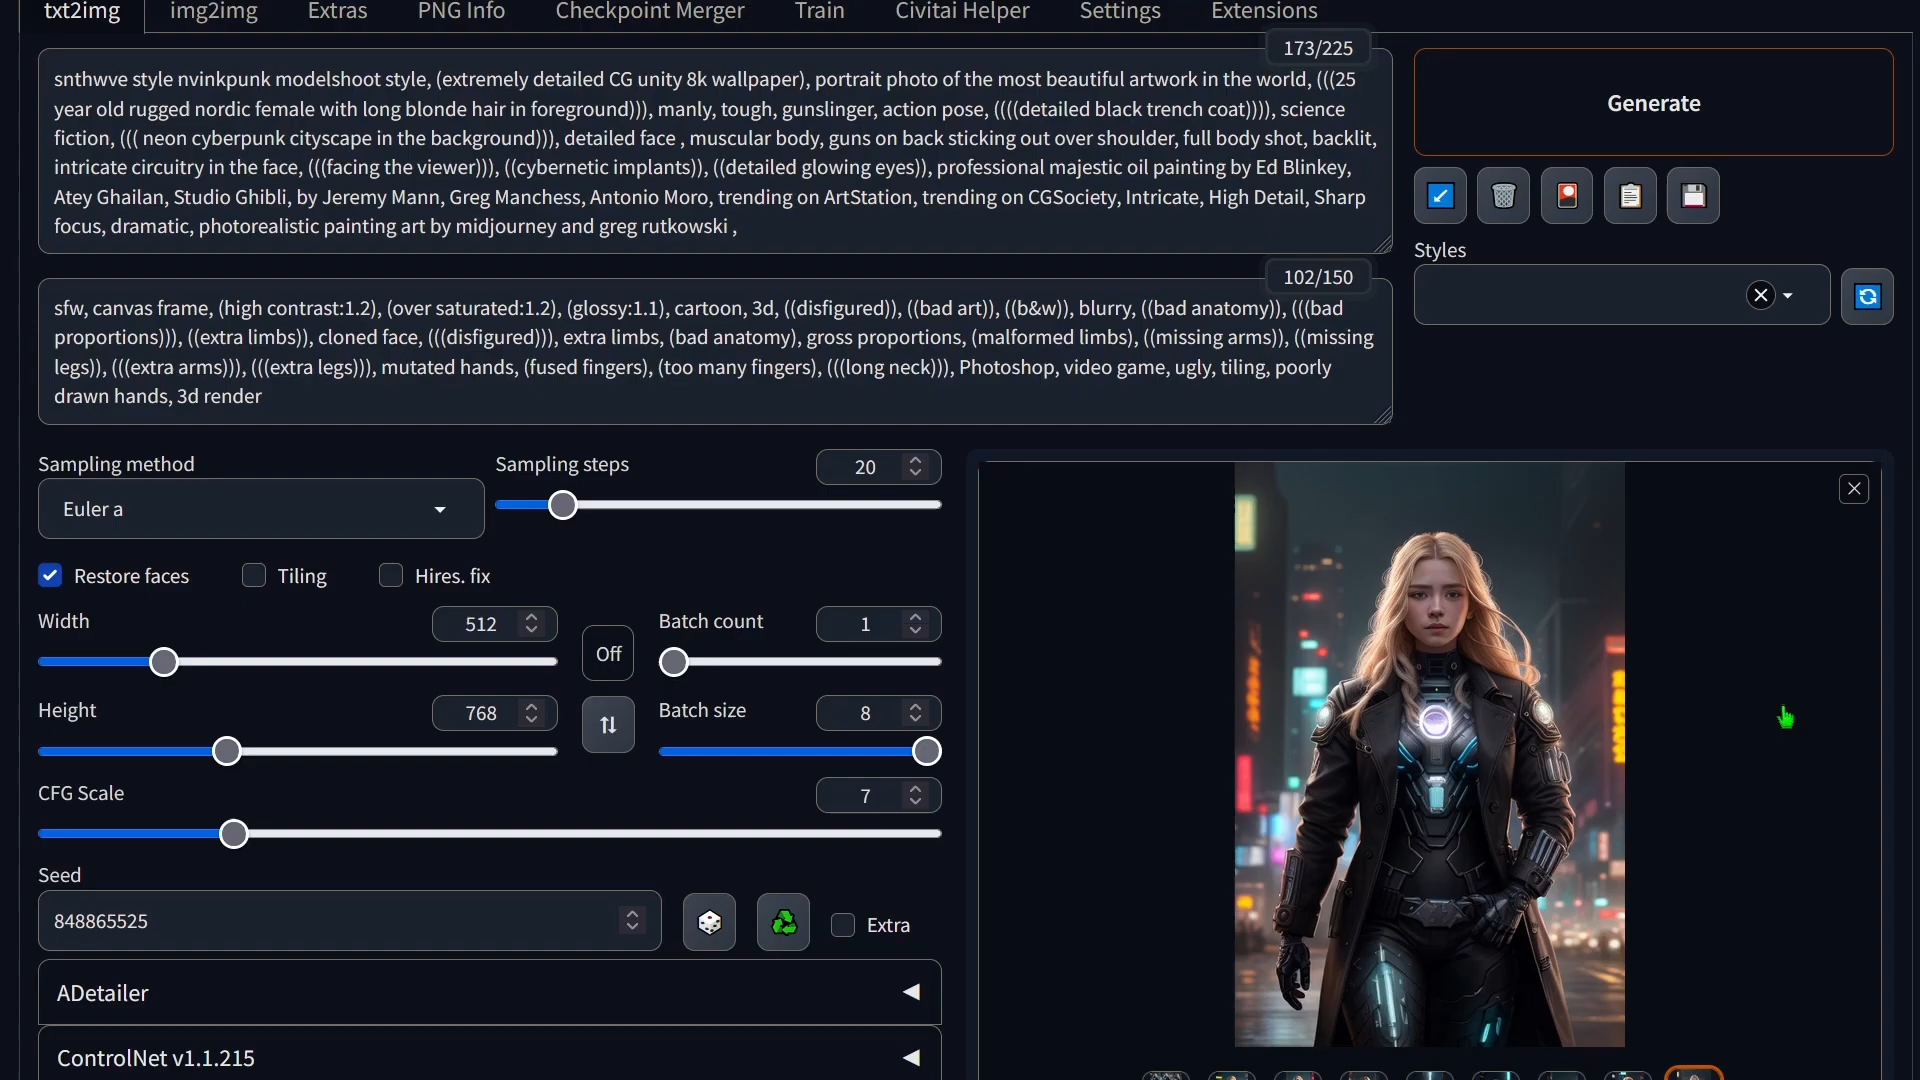 txt2img img2img Extras PNG Info Checkpoint Merger Train Civitai Helper Settings Extensions
173/225
snthwve style nvinkpunk modelshoot style, (extremely detailed CG unity 8k wallpaper), portrait photo of the most beautiful artwork in the world, (((25
year old rugged nordic female with long blonde hair in foreground))), manly, tough, gunslinger, action pose, ((((detailed black trench coat)))), science
fiction, ((( neon cyberpunk cityscape in the background))), detailed face , muscular body, guns on back sticking out over shoulder, full body shot, backlit,
intricate circuitry in the face, (((facing the viewer))), ((cybernetic implants)), ((detailed glowing eyes)), professional majestic oil painting by Ed Blinkey,
Atey Ghailan, Studio Ghibli, by Jeremy Mann, Greg Manchess, Antonio Moro, trending on ArtStation, trending on CGSociety, Intricate, High Detail, Sharp
focus, dramatic, photorealistic painting art by midjourney and greg rutkowski ,
Generate
Styles
102/150
sfw, canvas frame, (high contrast:1.2), (over saturated:1.2), (glossy:1.1), cartoon, 3d, ((disfigured)), ((bad art)), ((b&w)), blurry, ((bad anatomy)), (((bad
proportions))), ((extra limbs)), cloned face, (((disfigured))), extra limbs, (bad anatomy), gross proportions, (malformed limbs), ((missing arms)), ((missing
legs)), (((extra arms))), (((extra legs))), mutated hands, (fused fingers), (too many fingers), (((long neck))), Photoshop, video game, ugly, tiling, poorly
drawn hands, 3d render
Sampling method
Euler a
Sampling steps 20
Restore faces Tiling Hires. fix
Width 512
Off
Batch count 1
Height 768
Batch size 8
CFG Scale 7
Seed
848865525
Extra
ADetailer
ControlNet v1.1.215